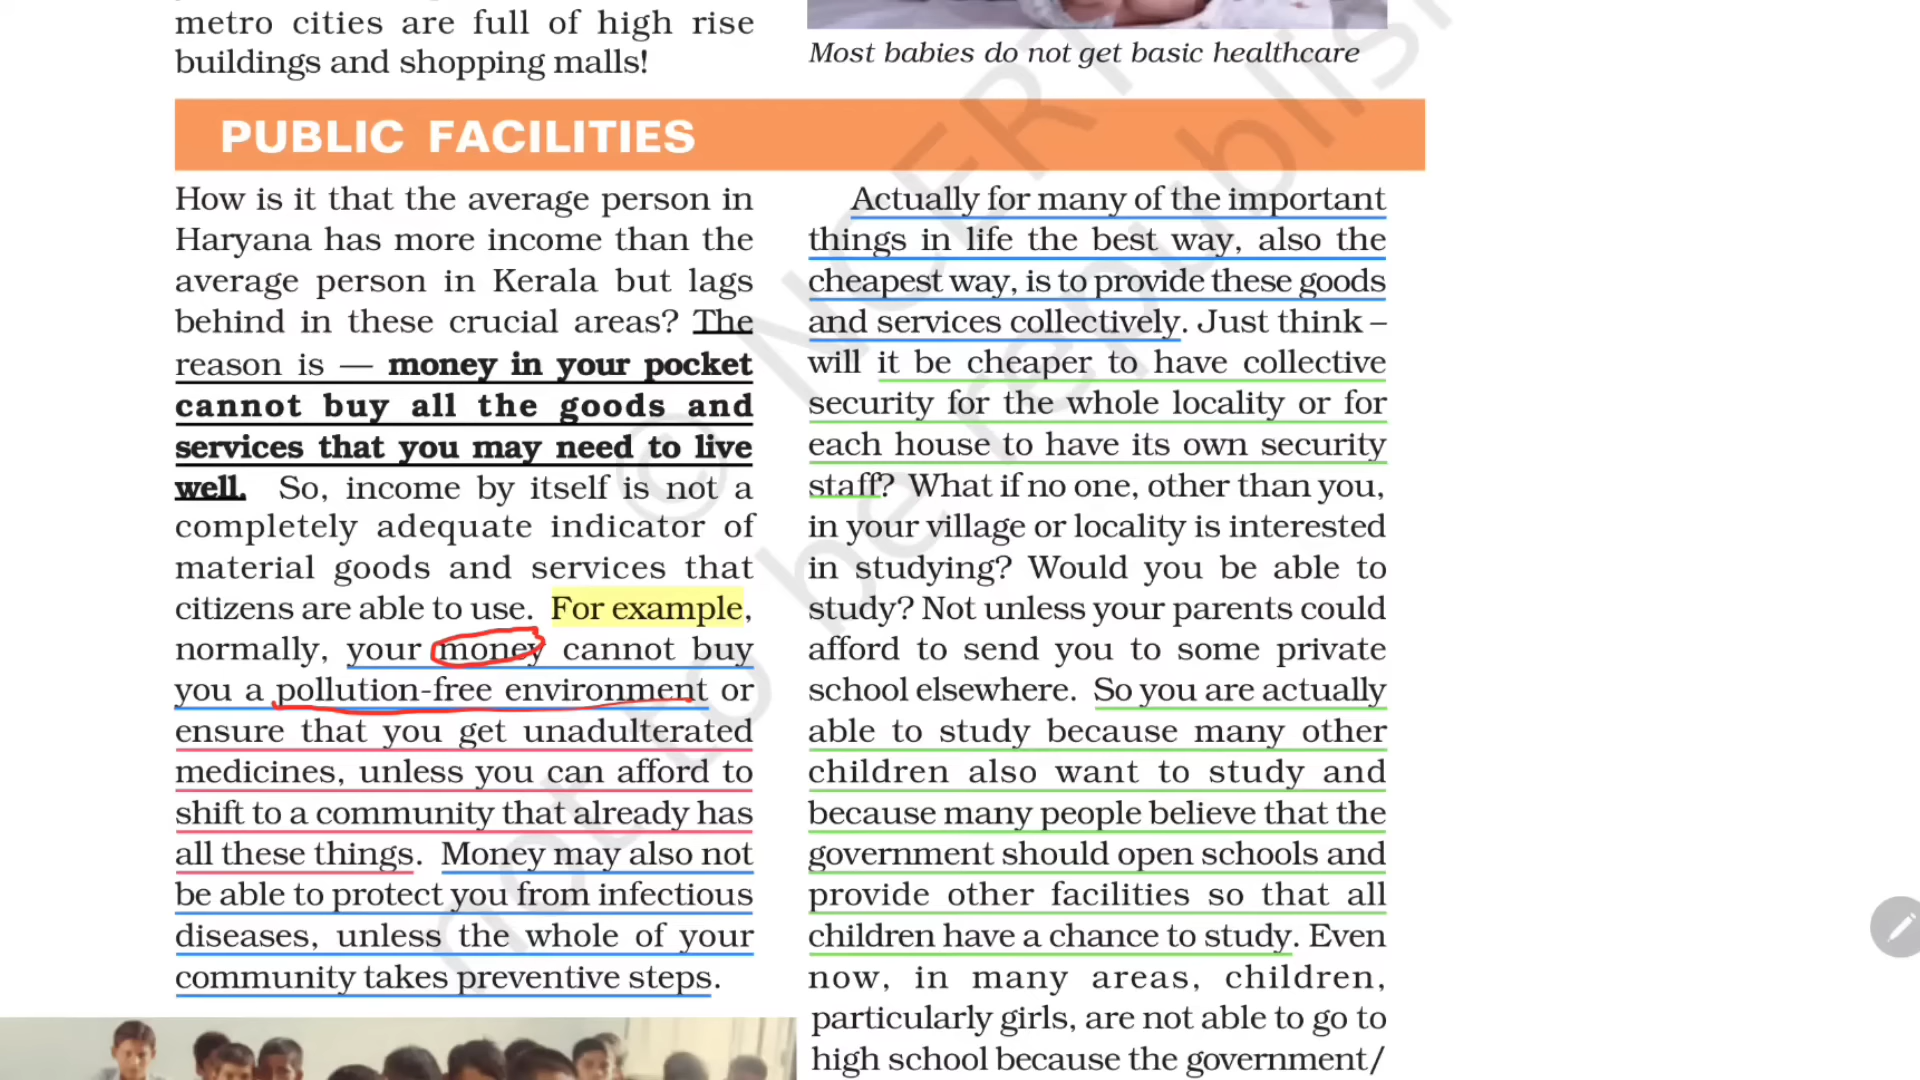 metro cities are full of high rise
buildings and shopping malls!
Most babies do not get basic healthcare
PUBLIC FACILITIES
How is it that the average person in
Haryana has more income than the
average person in Kerala but lags
behind in these crucial areas? The
reason is — money in your pocket
cannot buy all the goods and
services that you may need to live
well. So, income by itself is not a
completely adequate indicator of
material goods and services that
citizens are able to use. For example,
normally, your money cannot buy
you a pollution-free environment or
ensure that you get unadulterated
medicines, unless you can afford to
shift to a community that already has
all these things. Money may also not
be able to protect you from infectious
diseases, unless the whole of your
community takes preventive steps.
Actually for many of the important
things in life the best way, also the
cheapest way, is to provide these goods
and services collectively. Just think –
will it be cheaper to have collective
security for the whole locality or for
each house to have its own security
staff? What if no one, other than you,
in your village or locality is interested
in studying? Would you be able to
study? Not unless your parents could
afford to send you to some private
school elsewhere. So you are actually
able to study because many other
children also want to study and
because many people believe that the
government should open schools and
provide other facilities so that all
children have a chance to study. Even
now, in many areas, children,
particularly girls, are not able to go to
high school because the government/
© NCERT
not to be republish